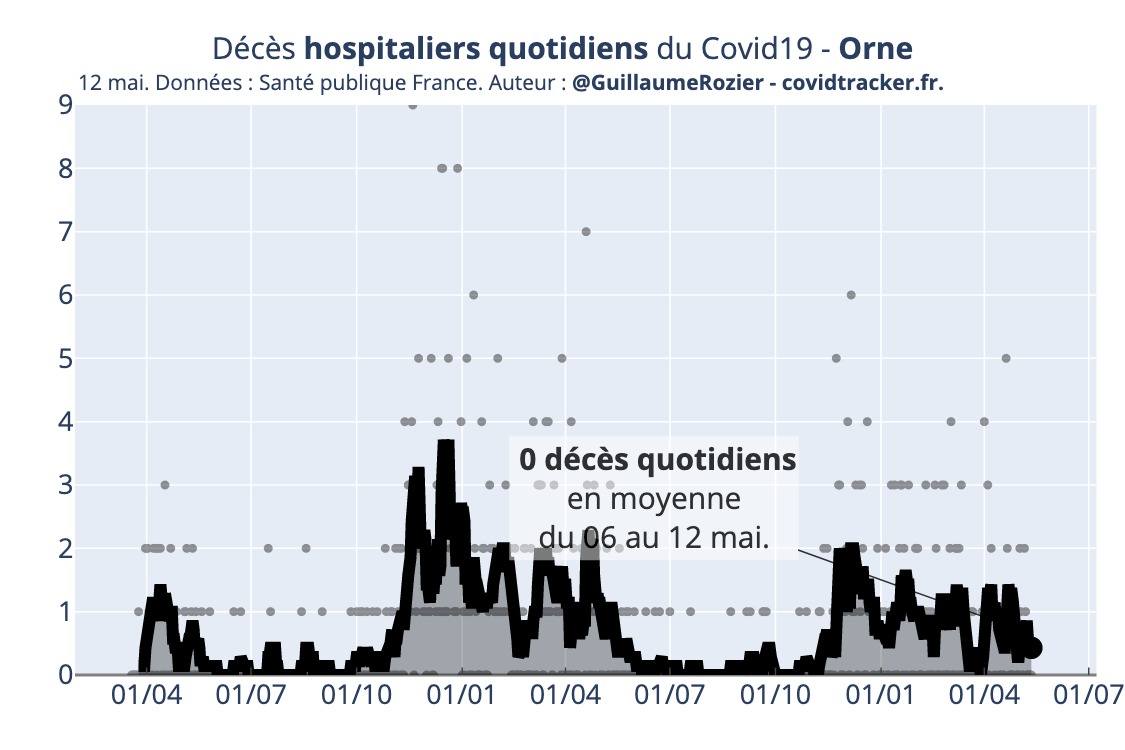 Décès hospitaliers quotidiens du Covid19 - Orne
12 mai. Données : Santé publique France. Auteur : @GuillaumeRozier - covidtracker.fr.
9
8
7
6
5
4
3
2
1
0
0 décès quotidiens
en moyenne
du 06 au 12 mai.
01/04 01/07 01/10 01/01 01/04 01/07 01/10 01/01 01/04 01/07